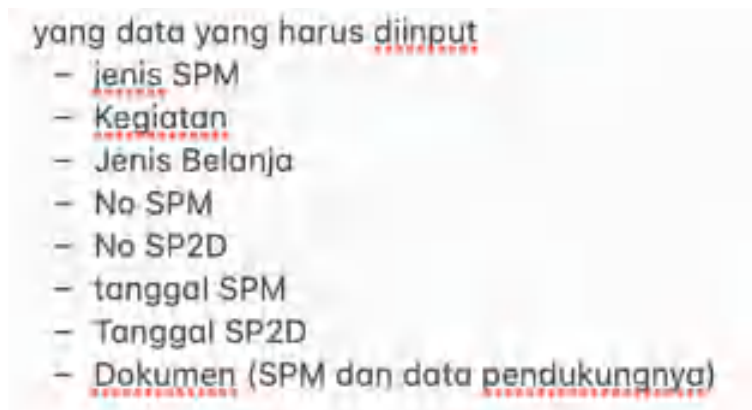 yang data yang harus diinput
- jenis SPM
- Kegiatan
- Jenis Belanja
- No SPM
- No SP2D
- tanggal SPM
- Tanggal SP2D
- Dokumen (SPM dan data pendukungnya)